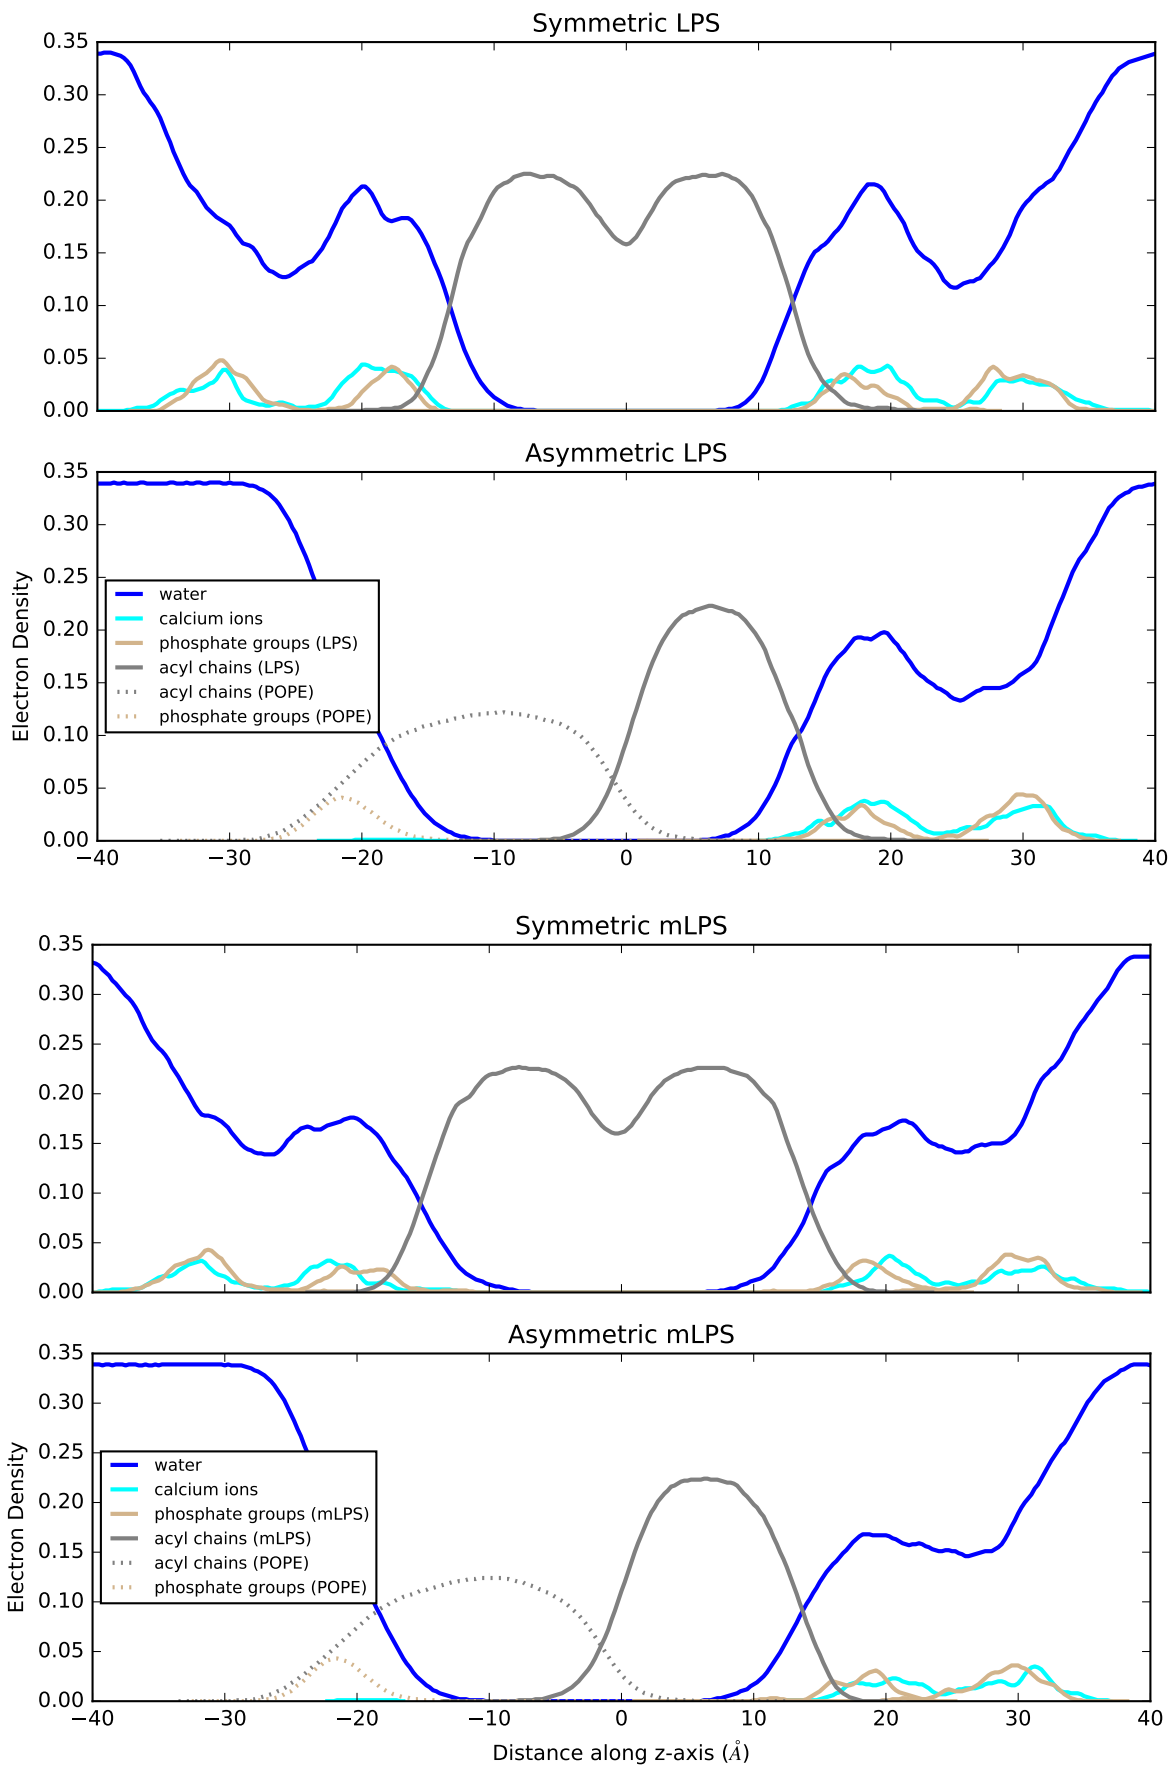 Symmetric LPS
0.35
0.30
0.25
0.20
0.15
0.10
0.05
0.00
Asymmetric LPS
0.35
0.30
0.25
0.20
0.15
0.10
0.05
0.00
Electron Density
water
calcium ions
phosphate groups (LPS)
acyl chains (LPS)
acyl chains (POPE)
phosphate groups (POPE)
−40 −30 −20 −10 0 10 20 30 40
Symmetric mLPS
0.35
0.30
0.25
0.20
0.15
0.10
0.05
0.00
Asymmetric mLPS
0.35
0.30
0.25
0.20
0.15
0.10
0.05
0.00
Electron Density
water
calcium ions
phosphate groups (mLPS)
acyl chains (mLPS)
acyl chains (POPE)
phosphate groups (POPE)
−40 −30 −20 −10 0 10 20 30 40
Distance along z-axis (Å)